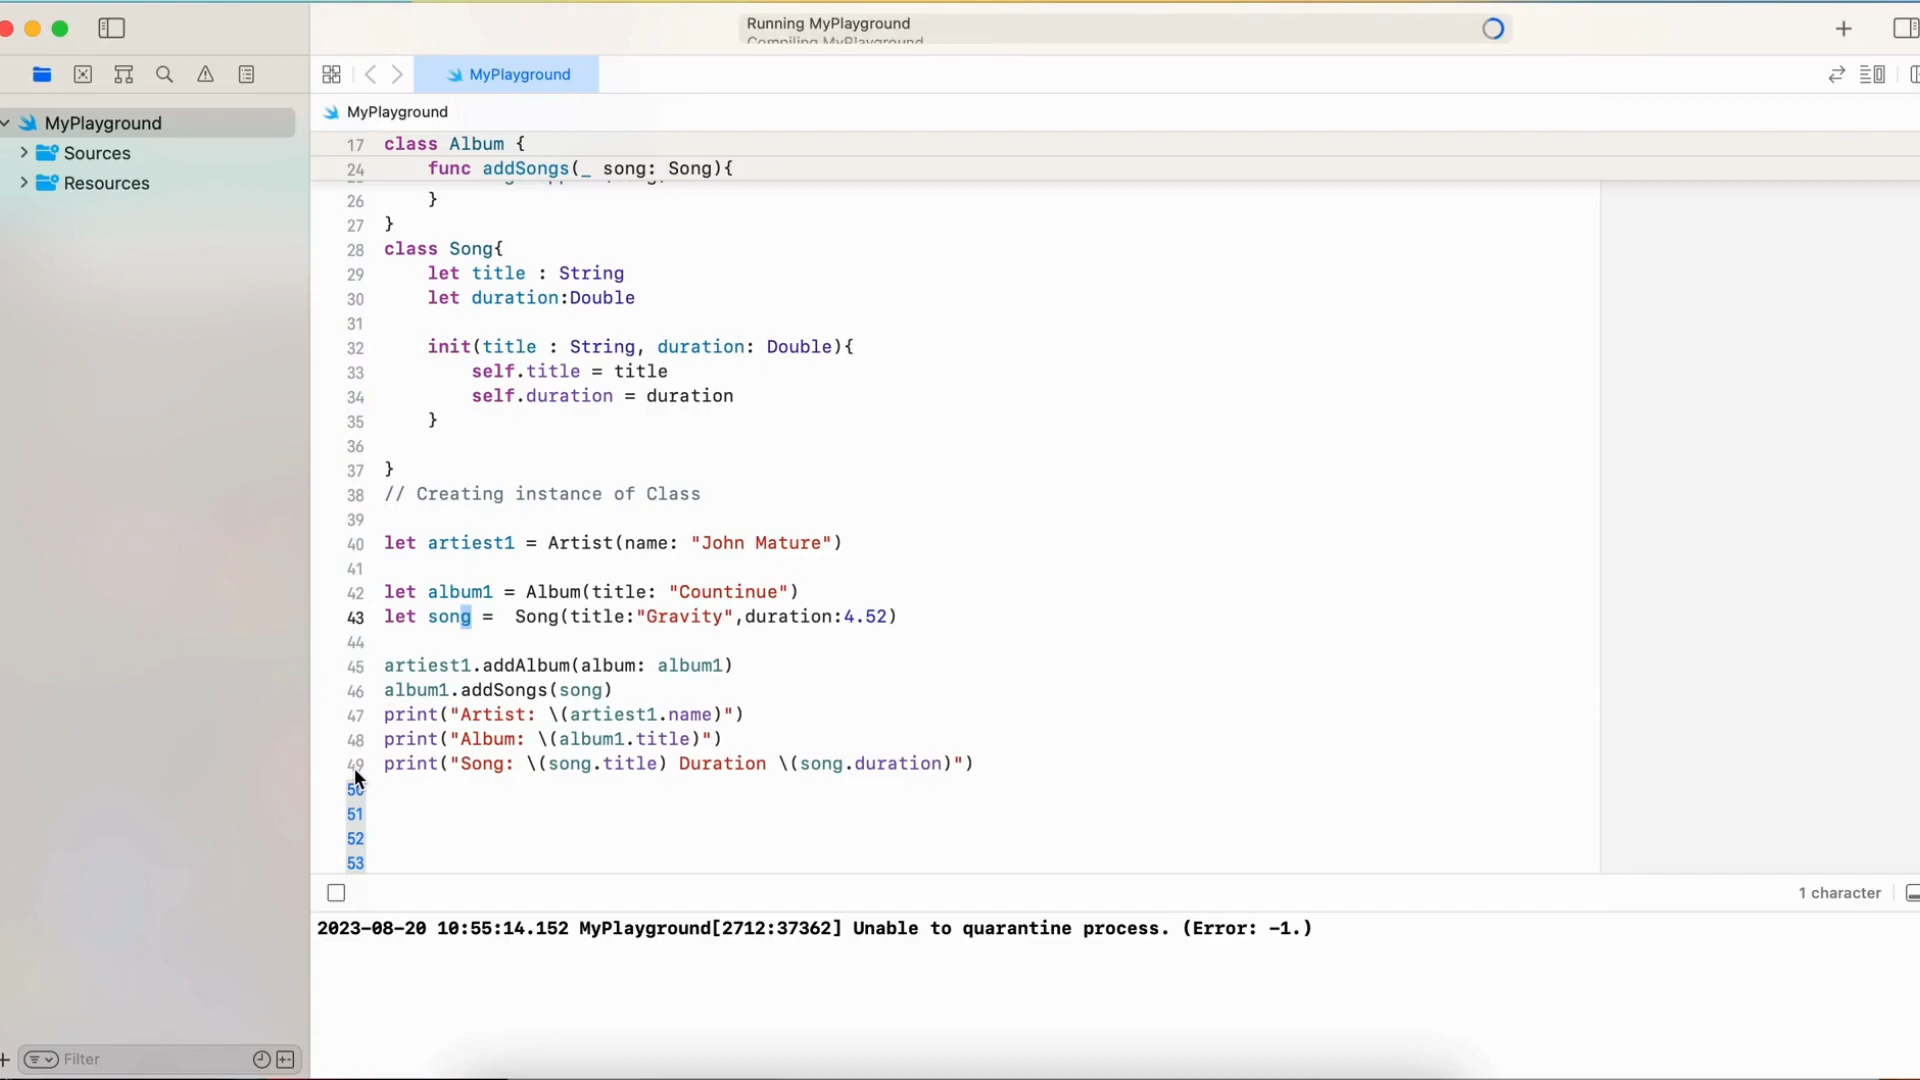 Running MyPlayground
Compiling MyPlayground
MyPlayground
MyPlayground
MyPlayground
Sources
Resources
17 class Album {
24 func addSongs(_ song: Song){
26 }
27 }
28 class Song{
29 let title : String
30 let duration:Double
31
32 init(title : String, duration: Double){
33 self.title = title
34 self.duration = duration
35 }
36
37 }
38 // Creating instance of Class
39
40 let artiest1 = Artist(name: "John Mature")
41
42 let album1 = Album(title: "Countinue")
43 let song =  Song(title:"Gravity",duration:4.52)
44
45 artiest1.addAlbum(album: album1)
46 album1.addSongs(song)
47 print("Artist: \(artiest1.name)")
48 print("Album: \(album1.title)")
49 print("Song: \(song.title) Duration \(song.duration)")
50
51
52
53
1 character
2023-08-20 10:55:14.152 MyPlayground[2712:37362] Unable to quarantine process. (Error: -1.)
Filter